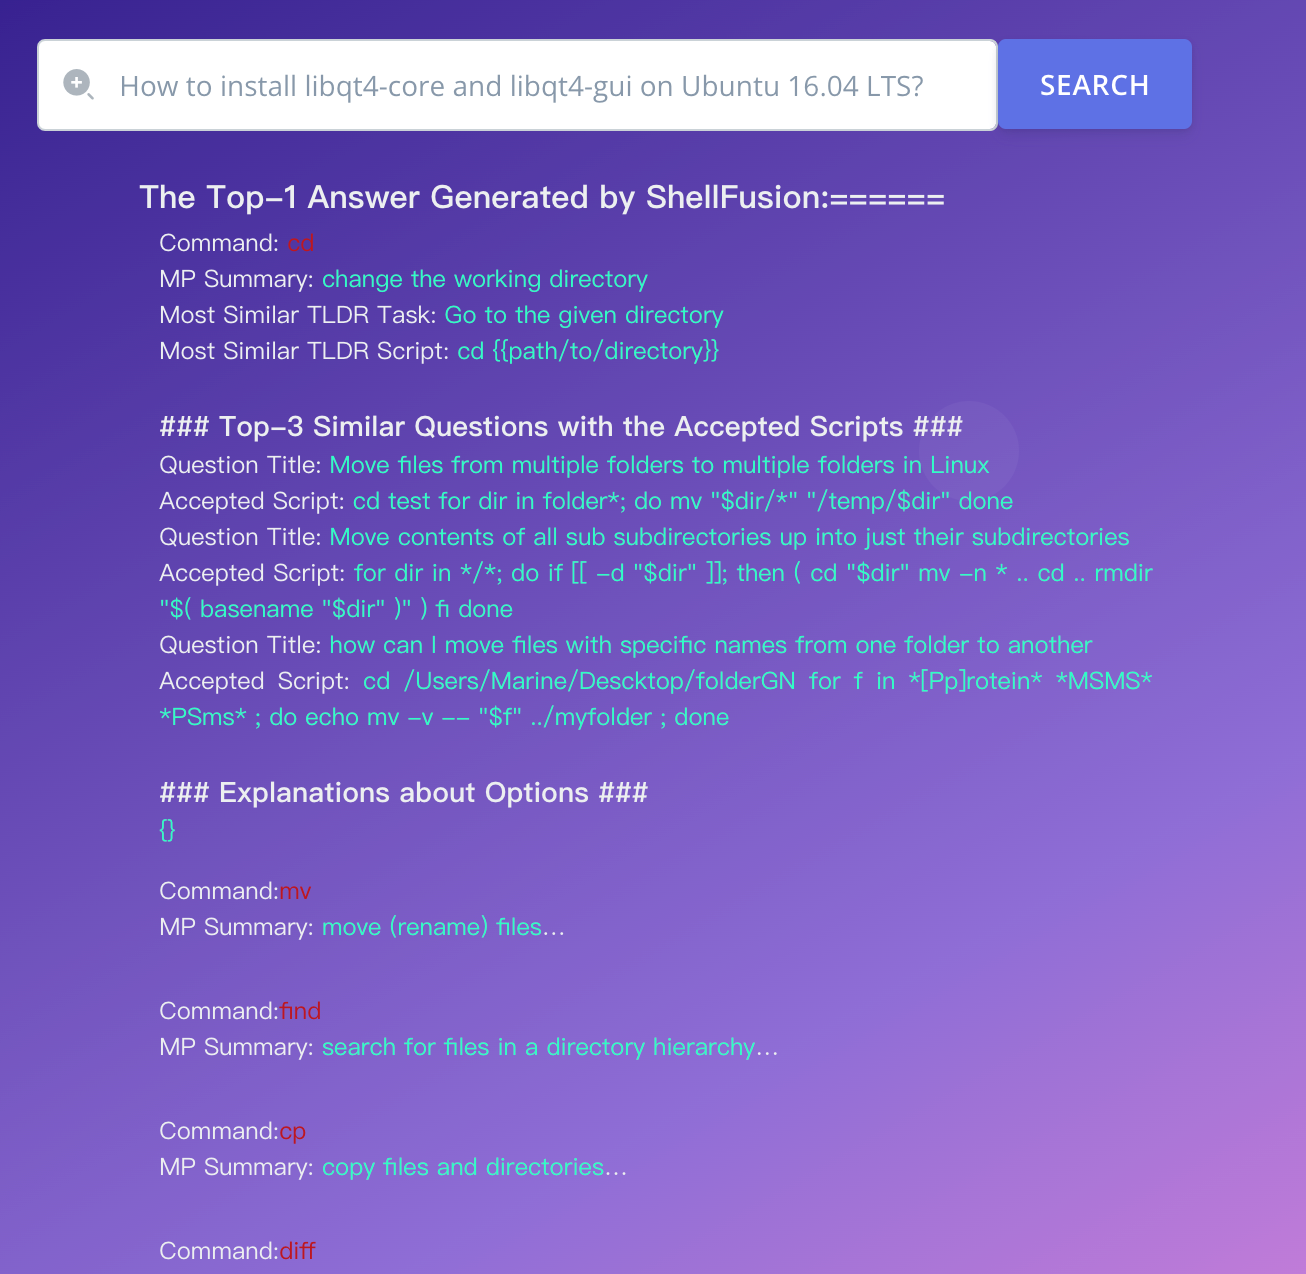 How to install libqt4-core and libqt4-gui on Ubuntu 16.04 LTS?
SEARCH
The Top-1 Answer Generated by ShellFusion:======
Command: cd
MP Summary: change the working directory
Most Similar TLDR Task: Go to the given directory
Most Similar TLDR Script: cd {{path/to/directory}}
### Top-3 Similar Questions with the Accepted Scripts ###
Question Title: Move files from multiple folders to multiple folders in Linux
Accepted Script: cd test for dir in folder*; do mv "$dir/*" "/temp/$dir" done
Question Title: Move contents of all sub subdirectories up into just their subdirectories
Accepted Script: for dir in */*; do if [[ -d "$dir" ]]; then ( cd "$dir" mv -n * .. cd .. rmdir
"$( basename "$dir" )" ) fi done
Question Title: how can I move files with specific names from one folder to another
Accepted Script: cd /Users/Marine/Descktop/folderGN for f in *[Pp]rotein* *MSMS*
*PSms* ; do echo mv -v -- "$f" ../myfolder ; done
### Explanations about Options ###
{}
Command:mv
MP Summary: move (rename) files...
Command:find
MP Summary: search for files in a directory hierarchy...
Command:cp
MP Summary: copy files and directories...
Command:diff